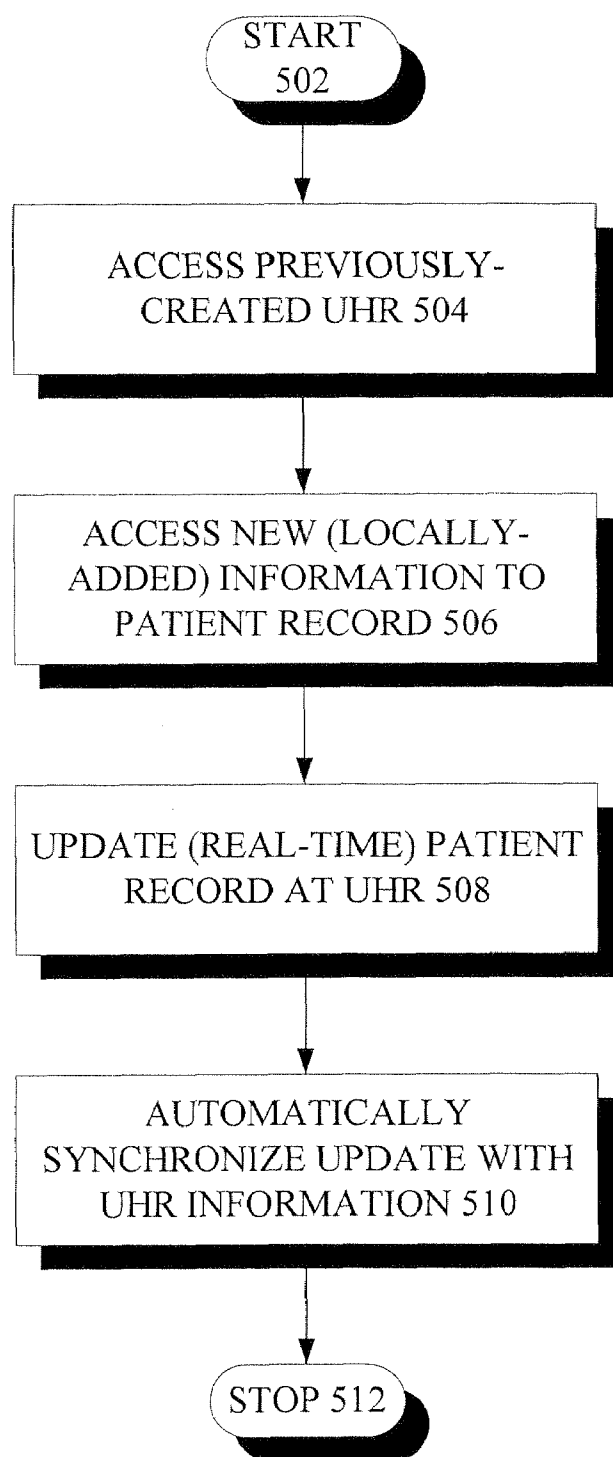 START
502
ACCESS PREVIOUSLY-
CREATED UHR 504
ACCESS NEW (LOCALLY-
ADDED) INFORMATION TO
PATIENT RECORD 506
UPDATE (REAL-TIME) PATIENT
RECORD AT UHR 508
AUTOMATICALLY
SYNCHRONIZE UPDATE WITH
UHR INFORMATION 510
STOP 512